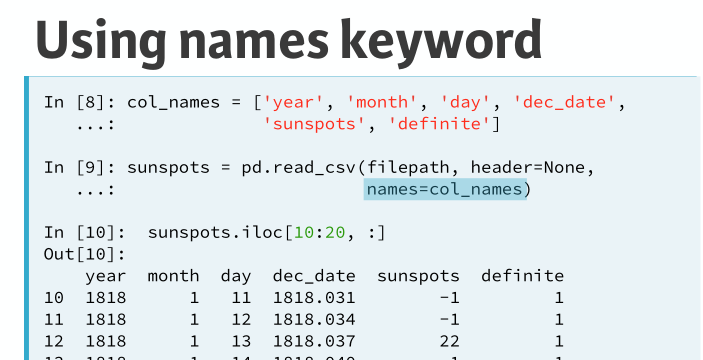 Using names keyword
In [8]: col_names = ['year', 'month', 'day', 'dec_date',
...: 'sunspots', 'definite']
In [9]: sunspots = pd.read_csv(filepath, header=None,
...: names=col_names)
In [10]: sunspots.iloc[10:20, :]
Out[10]:
year month day dec_date sunspots definite
10 1818 1 11 1818.031 -1 1
11 1818 1 12 1818.034 -1 1
12 1818 1 13 1818.037 22 1